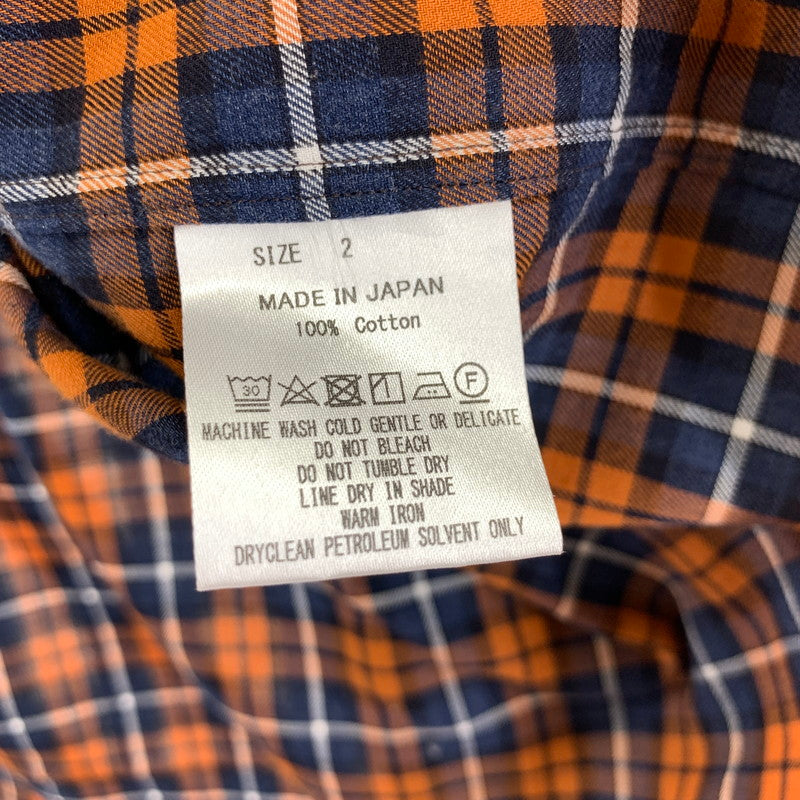 SIZE 2
MADE IN JAPAN
100% Cotton
30 F
MACHINE WASH COLD GENTLE OR DELICATE
DO NOT BLEACH
DO NOT TUMBLE DRY
LINE DRY IN SHADE
WARM IRON
DRYCLEAN PETROLEUM SOLVENT ONLY